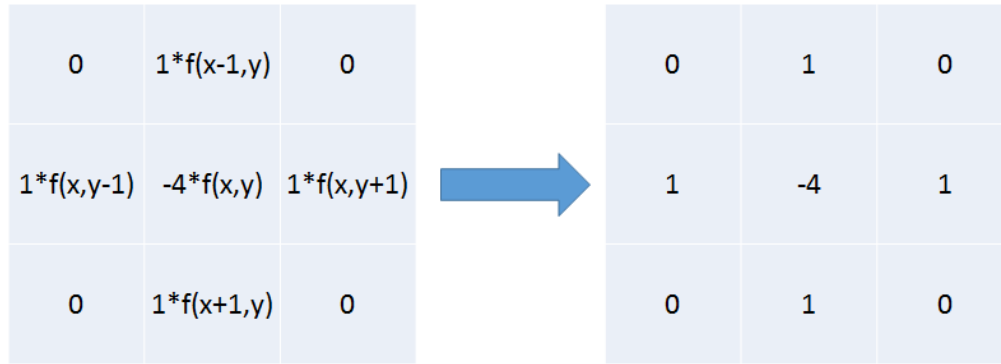 0 1*f(x-1,y) 0 0 1 0
1*f(x,y-1) -4*f(x,y) 1*f(x,y+1) 1 -4 1
0 1*f(x+1,y) 0 0 1 0